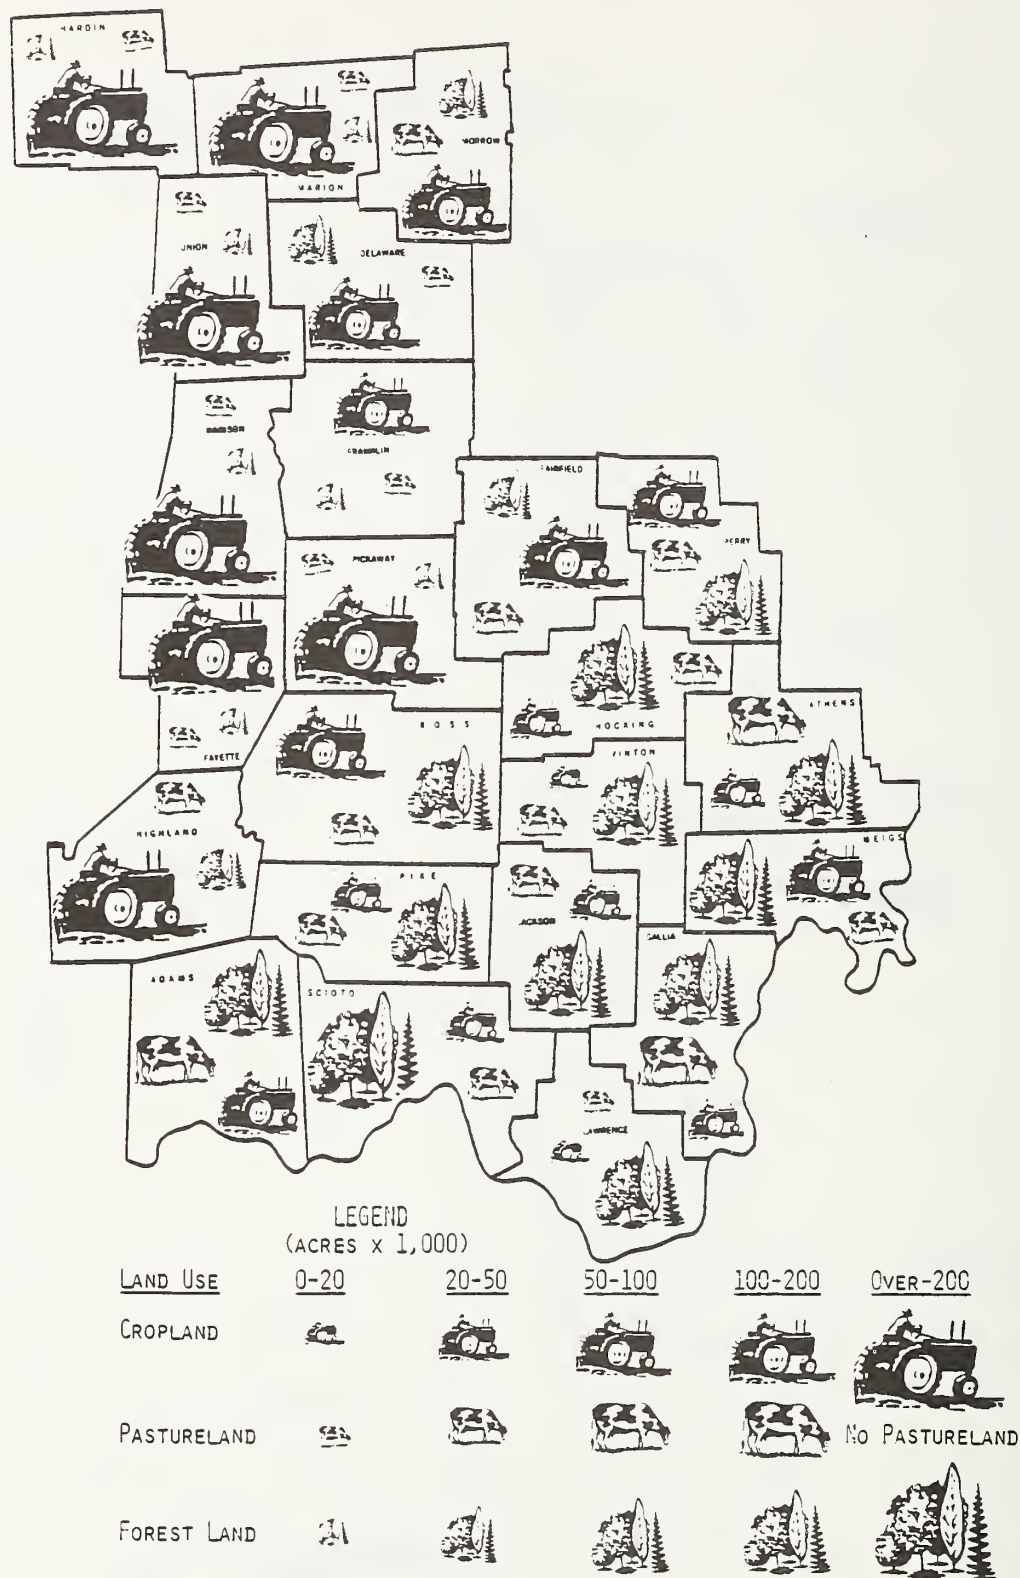 HARDIN
MORROW
MARION
UNION
DELAWARE
MADISON
FRANKLIN
FAIRFIELD
PERRY
PICKAWAY
ROSS
HOCKING
ATHENS
VINTON
FAYETTE
HIGHLAND
MEIGS
PIKE
JACKSON
GALLIA
ADAMS
SCIOTO
LAWRENCE
LEGEND
(ACRES X 1,000)
LAND USE 0-20 20-50 50-100 100-200 OVER-200
CROPLAND
PASTURELAND NO PASTURELAND
FOREST LAND